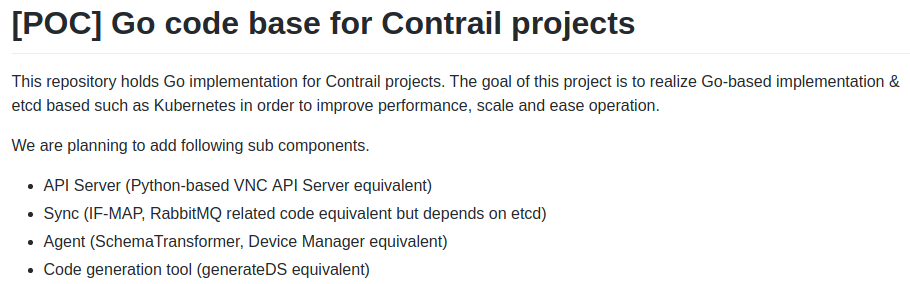 [POC] Go code base for Contrail projects
This repository holds Go implementation for Contrail projects. The goal of this project is to realize Go-based implementation &
etcd based such as Kubernetes in order to improve performance, scale and ease operation.
We are planning to add following sub components.
• API Server (Python-based VNC API Server equivalent)
• Sync (IF-MAP, RabbitMQ related code equivalent but depends on etcd)
• Agent (SchemaTransformer, Device Manager equivalent)
• Code generation tool (generateDS equivalent)